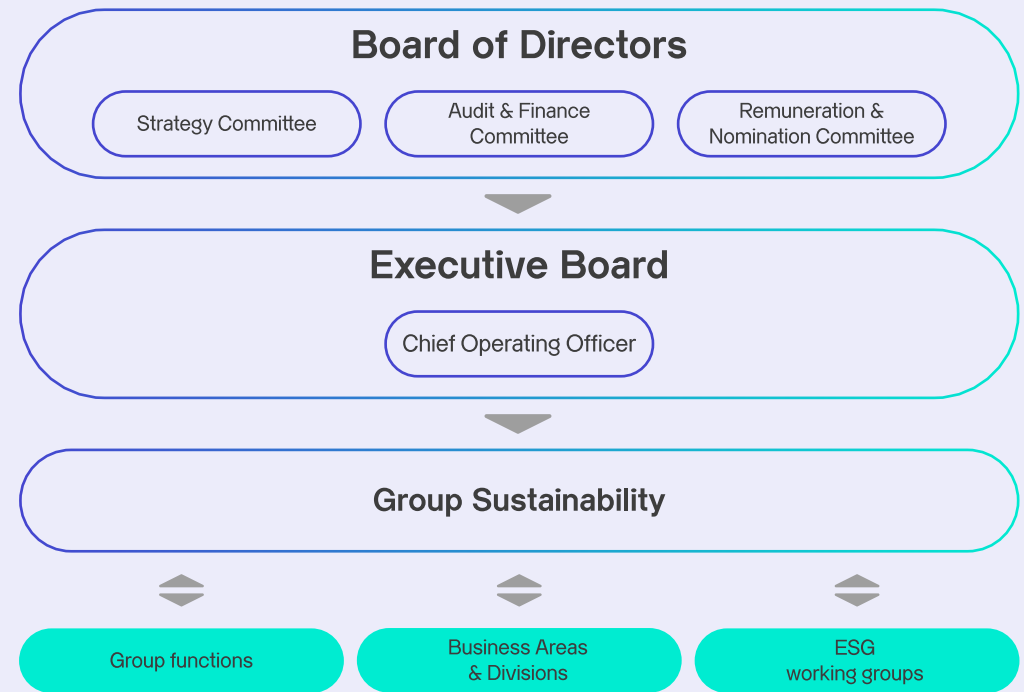 Board of Directors
Strategy Committee
Audit & Finance
Committee
Remuneration &
Nomination Committee
Executive Board
Chief Operating Officer
Group Sustainability
Group functions
Business Areas
& Divisions
ESG
working groups